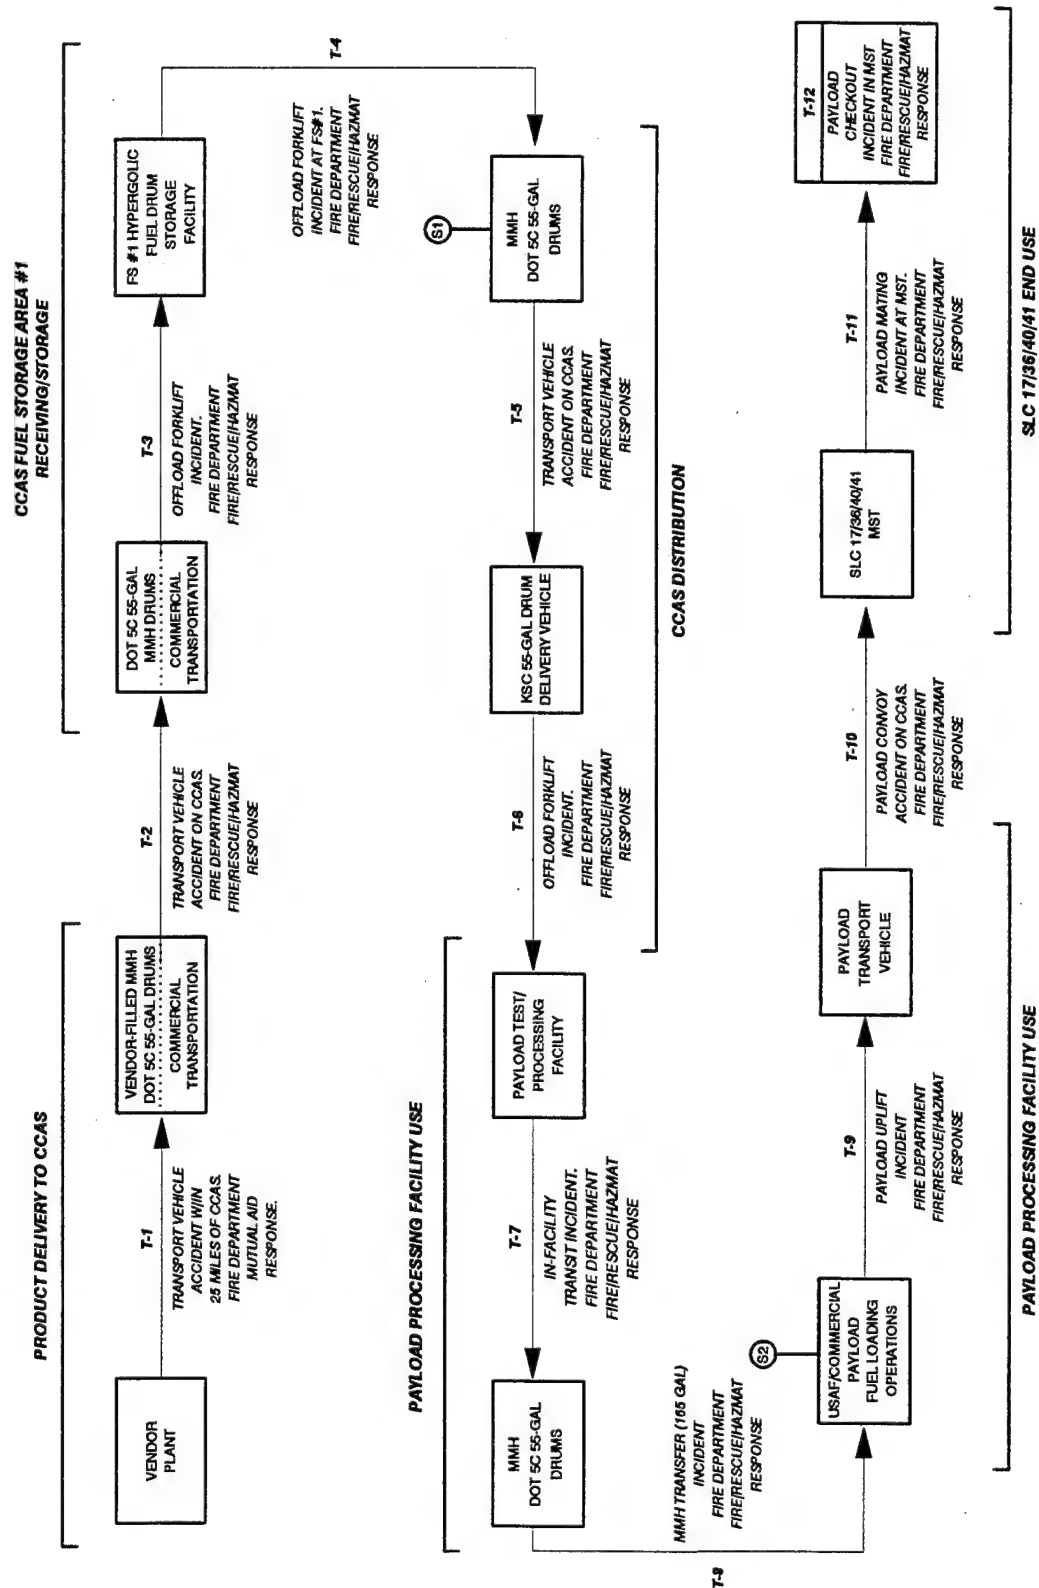 PRODUCT DELIVERY TO CCAS
VENDOR
PLANT
T-1
TRANSPORT VEHICLE
ACCIDENT W/IN
25 MILES OF CCAS.
FIRE DEPARTMENT
MUTUAL AID
RESPONSE.
VENDOR-FILLED MMH
DOT 5C 55-GAL DRUMS
COMMERCIAL
TRANSPORTATION
T-2
TRANSPORT VEHICLE
ACCIDENT ON CCAS.
FIRE DEPARTMENT
FIRE/RESCUE/HAZMAT
RESPONSE
CCAS FUEL STORAGE AREA #1
RECEIVING/STORAGE
DOT 5C 55-GAL
MMH DRUMS
COMMERCIAL
TRANSPORTATION
T-3
OFFLOAD FORKLIFT
INCIDENT.
FIRE DEPARTMENT
FIRE/RESCUE/HAZMAT
RESPONSE
FS #1 HYPERGOLIC
FUEL DRUM
STORAGE
FACILITY
T-4
OFFLOAD FORKLIFT
INCIDENT AT FS#1.
FIRE DEPARTMENT
FIRE/RESCUE/HAZMAT
RESPONSE
S1
MMH
DOT 5C 55-GAL
DRUMS
T-5
TRANSPORT VEHICLE
ACCIDENT ON CCAS.
FIRE DEPARTMENT
FIRE/RESCUE/HAZMAT
RESPONSE
KSC 55-GAL DRUM
DELIVERY VEHICLE
CCAS DISTRIBUTION
T-6
OFFLOAD FORKLIFT
INCIDENT.
FIRE DEPARTMENT
FIRE/RESCUE/HAZMAT
RESPONSE
PAYLOAD PROCESSING FACILITY USE
PAYLOAD TEST/
PROCESSING
FACILITY
T-7
IN-FACILITY
TRANSIT INCIDENT.
FIRE DEPARTMENT
FIRE/RESCUE/HAZMAT
RESPONSE
MMH
DOT 5C 55-GAL
DRUMS
T-8
MMH TRANSFER (165 GAL)
INCIDENT
FIRE DEPARTMENT
FIRE/RESCUE/HAZMAT
RESPONSE
S2
USAF/COMMERCIAL
PAYLOAD
FUEL LOADING
OPERATIONS
T-9
PAYLOAD UPLIFT
INCIDENT
FIRE DEPARTMENT
FIRE/RESCUE/HAZMAT
RESPONSE
PAYLOAD
TRANSPORT
VEHICLE
PAYLOAD PROCESSING FACILITY USE
T-10
PAYLOAD CONVOY
ACCIDENT ON CCAS.
FIRE DEPARTMENT
FIRE/RESCUE/HAZMAT
RESPONSE
SLC 17/36/40/41
MST
T-11
PAYLOAD MATING
INCIDENT AT MST.
FIRE DEPARTMENT
FIRE/RESCUE/HAZMAT
RESPONSE
T-12
PAYLOAD
CHECKOUT
INCIDENT IN MST
FIRE DEPARTMENT
FIRE/RESCUE/HAZMAT
RESPONSE
SLC 17/36/40/41 END USE